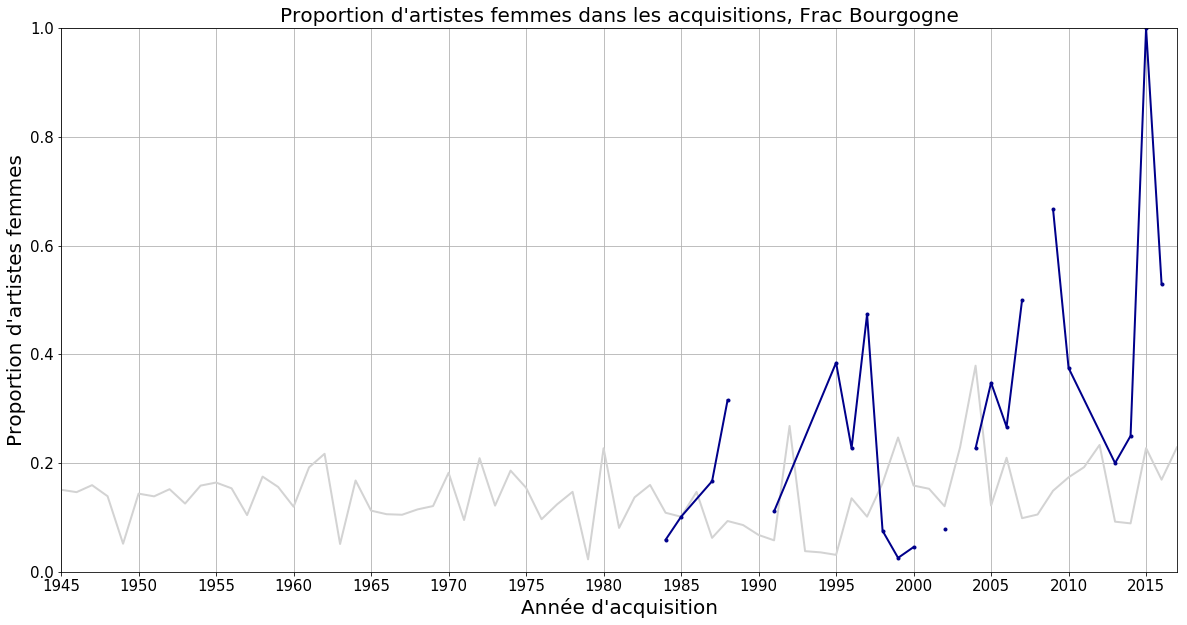 Proportion d'artistes femmes dans les acquisitions, Frac Bourgogne
Proportion d'artistes femmes
1.0
0.8
0.6
0.4
0.2
0.0
1945 1950 1955 1960 1965 1970 1975 1980 1985 1990 1995 2000 2005 2010 2015
Année d'acquisition